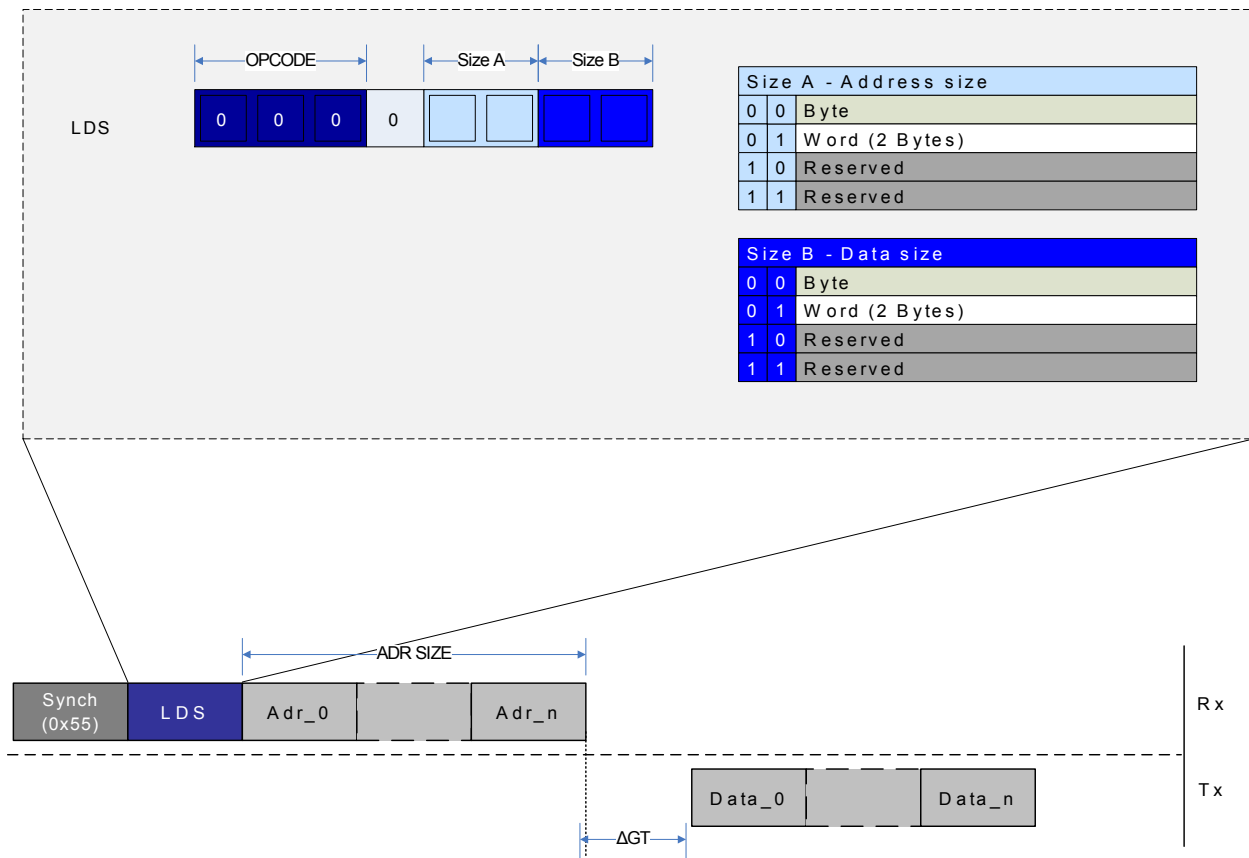 OPCODE Size A Size B
LDS 0 0 0 0
Size A - Address size
0 0 Byte
0 1 Word (2 Bytes)
1 0 Reserved
1 1 Reserved
Size B - Data size
0 0 Byte
0 1 Word (2 Bytes)
1 0 Reserved
1 1 Reserved
ADR SIZE
Synch
(0x55)
LDS Adr_0 Adr_n Rx
Data_0 Data_n Tx
ΔGT